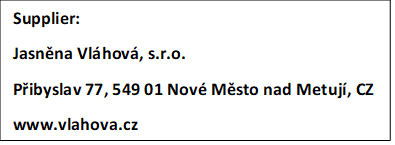 Supplier:
Jasněna Vláhová, s.r.o.
Přibyslav 77, 549 01 Nové Město nad Metují, CZ
www.vlahova.cz